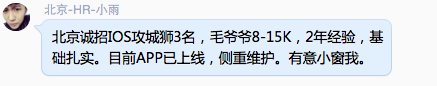 北京-HR-小雨
北京诚招IOS攻城狮3名，毛爷爷8-15K，2年经验，基
础扎实。目前APP已上线，侧重维护。有意小窗我。